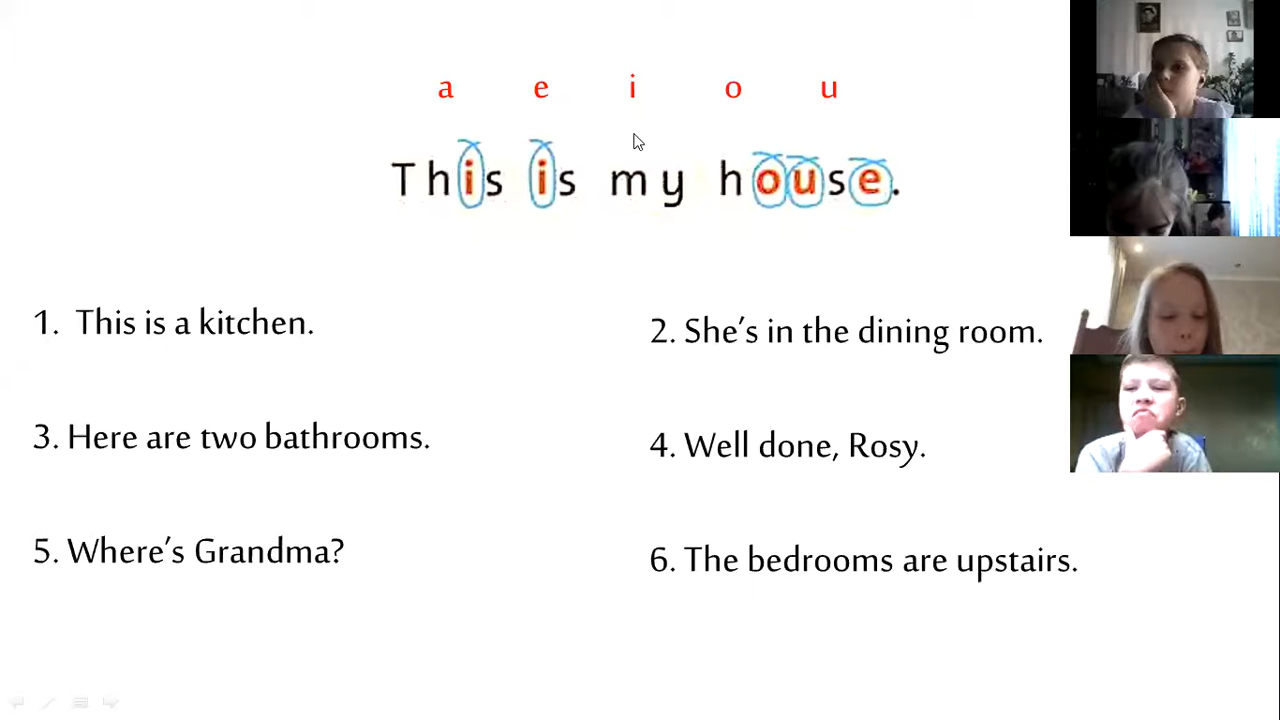 a e i o u
This is my house.
1. This is a kitchen.
2. She's in the dining room.
3. Here are two bathrooms.
4. Well done, Rosy.
5. Where's Grandma?
6. The bedrooms are upstairs.